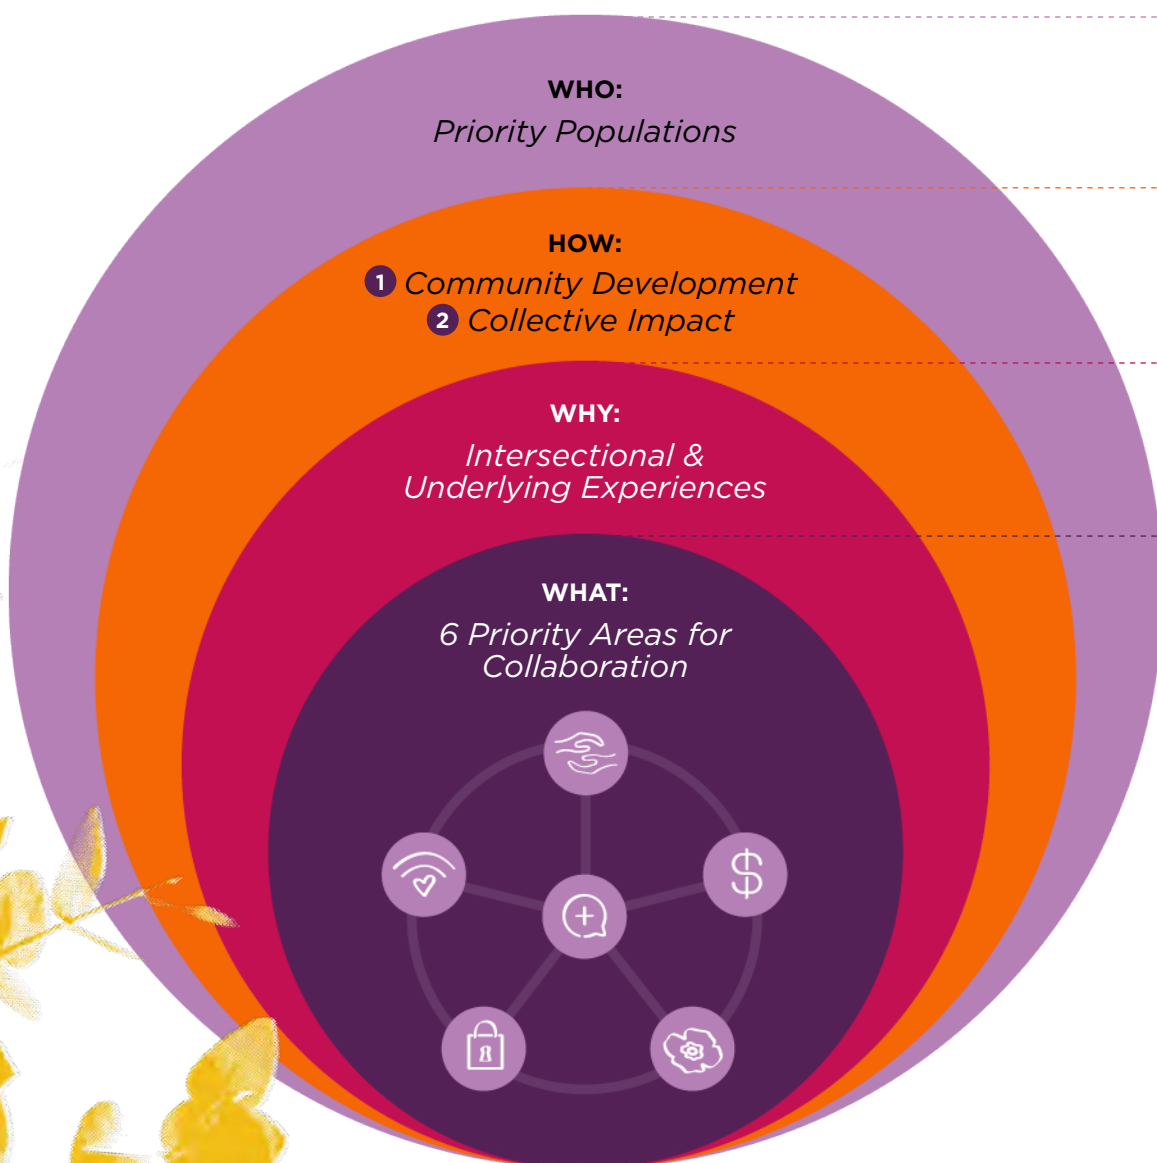 WHO:
Priority Populations
HOW:
1 Community Development
2 Collective Impact
WHY:
Intersectional &
Underlying Experiences
WHAT:
6 Priority Areas for
Collaboration
$